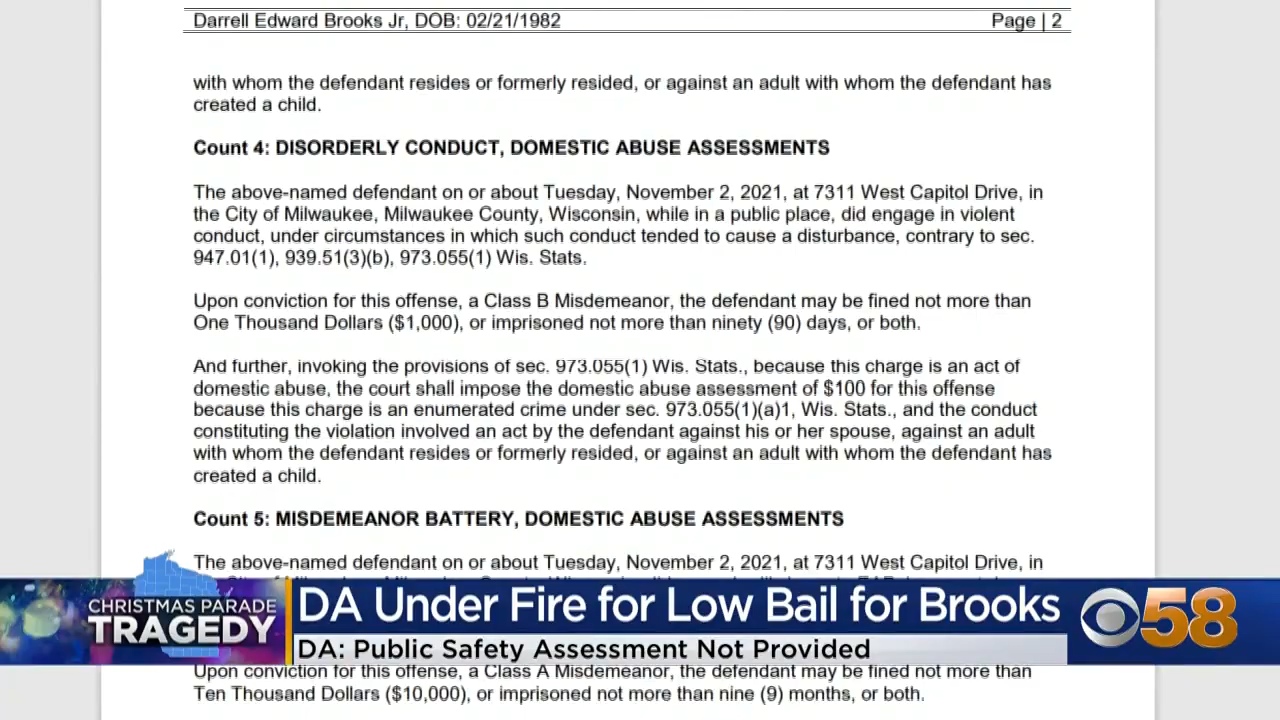 Darrell Edward Brooks Jr, DOB: 02/21/1982 Page | 2
with whom the defendant resides or formerly resided, or against an adult with whom the defendant has
created a child.
Count 4: DISORDERLY CONDUCT, DOMESTIC ABUSE ASSESSMENTS
The above-named defendant on or about Tuesday, November 2, 2021, at 7311 West Capitol Drive, in
the City of Milwaukee, Milwaukee County, Wisconsin, while in a public place, did engage in violent
conduct, under circumstances in which such conduct tended to cause a disturbance, contrary to sec.
947.01(1), 939.51(3)(b), 973.055(1) Wis. Stats.
Upon conviction for this offense, a Class B Misdemeanor, the defendant may be fined not more than
One Thousand Dollars ($1,000), or imprisoned not more than ninety (90) days, or both.
And further, invoking the provisions of sec. 973.055(1) Wis. Stats., because this charge is an act of
domestic abuse, the court shall impose the domestic abuse assessment of $100 for this offense
because this charge is an enumerated crime under sec. 973.055(1)(a)1, Wis. Stats., and the conduct
constituting the violation involved an act by the defendant against his or her spouse, against an adult
with whom the defendant resides or formerly resided, or against an adult with whom the defendant has
created a child.
Count 5: MISDEMEANOR BATTERY, DOMESTIC ABUSE ASSESSMENTS
The above-named defendant on or about Tuesday, November 2, 2021, at 7311 West Capitol Drive, in
CHRISTMAS PARADE
TRAGEDY
DA Under Fire for Low Bail for Brooks
DA: Public Safety Assessment Not Provided
58
Upon conviction for this offense, a Class A Misdemeanor, the defendant may be fined not more than
Ten Thousand Dollars ($10,000), or imprisoned not more than nine (9) months, or both.